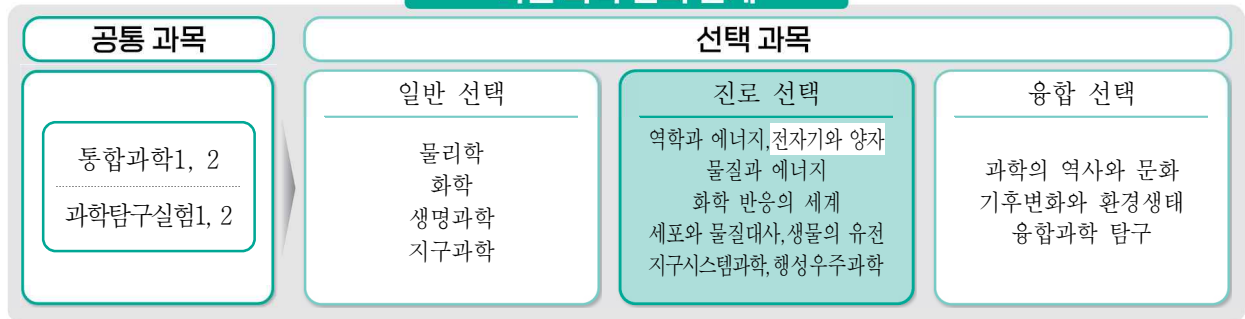 공통 과목
선택 과목
통합과학1, 2
과학탐구실험1, 2
일반 선택
물리학
화학
생명과학
지구과학
진로 선택
역학과 에너지,전자기와 양자
물질과 에너지
화학 반응의 세계
세포와 물질대사,생물의 유전
지구시스템과학,행성우주과학
융합 선택
과학의 역사와 문화
기후변화와 환경생태
융합과학 탐구